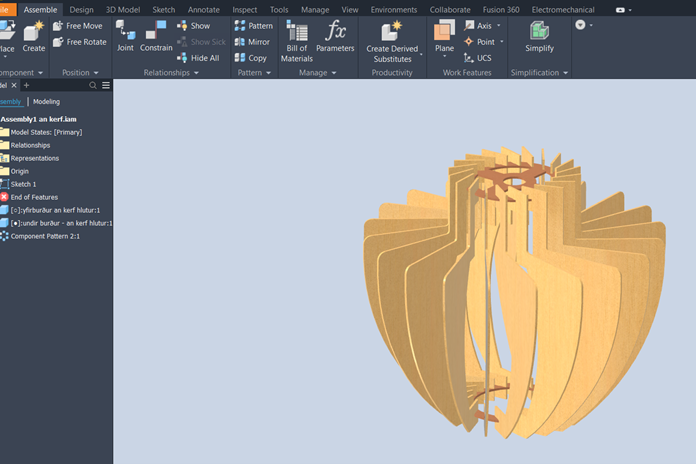 ile Assemble Design 3D Model Sketch Annotate Inspect Tools Manage View Environments Collaborate Fusion 360 Electromechanical
lace
Create
Free Move
Free Rotate
Joint
Constrain
Show
Show Sick
Hide All
Pattern
Mirror
Copy
Bill of
Materials
fx
Parameters
Create Derived
Substitutes
Plane
Axis
Point
UCS
Simplify
omponent Position Relationships Pattern Manage Productivity Work Features Simplification
del × +
sembly | Modeling
Assembly1 an kerf.iam
Model States: [Primary]
Relationships
Representations
Origin
Sketch 1
End of Features
[○]:yfirburður an kerf hlutur:1
[●]:undir burður - an kerf hlutur:1
Component Pattern 2:1